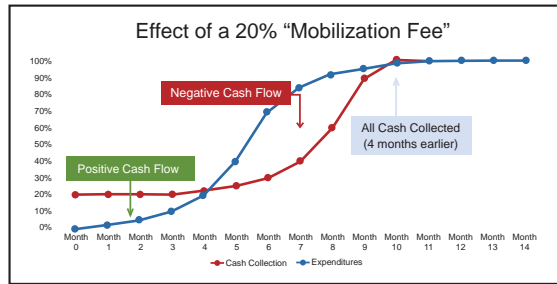 Effect of a 20% “Mobilization Fee”
100%
90%
80%
70%
60%
50%
40%
30%
20%
10%
0%
Negative Cash Flow
All Cash Collected
(4 months earlier)
Positive Cash Flow
Month Month Month Month Month Month Month Month Month Month Month Month Month Month Month
0 1 2 3 4 5 6 7 8 9 10 11 12 13 14
Cash Collection Expenditures